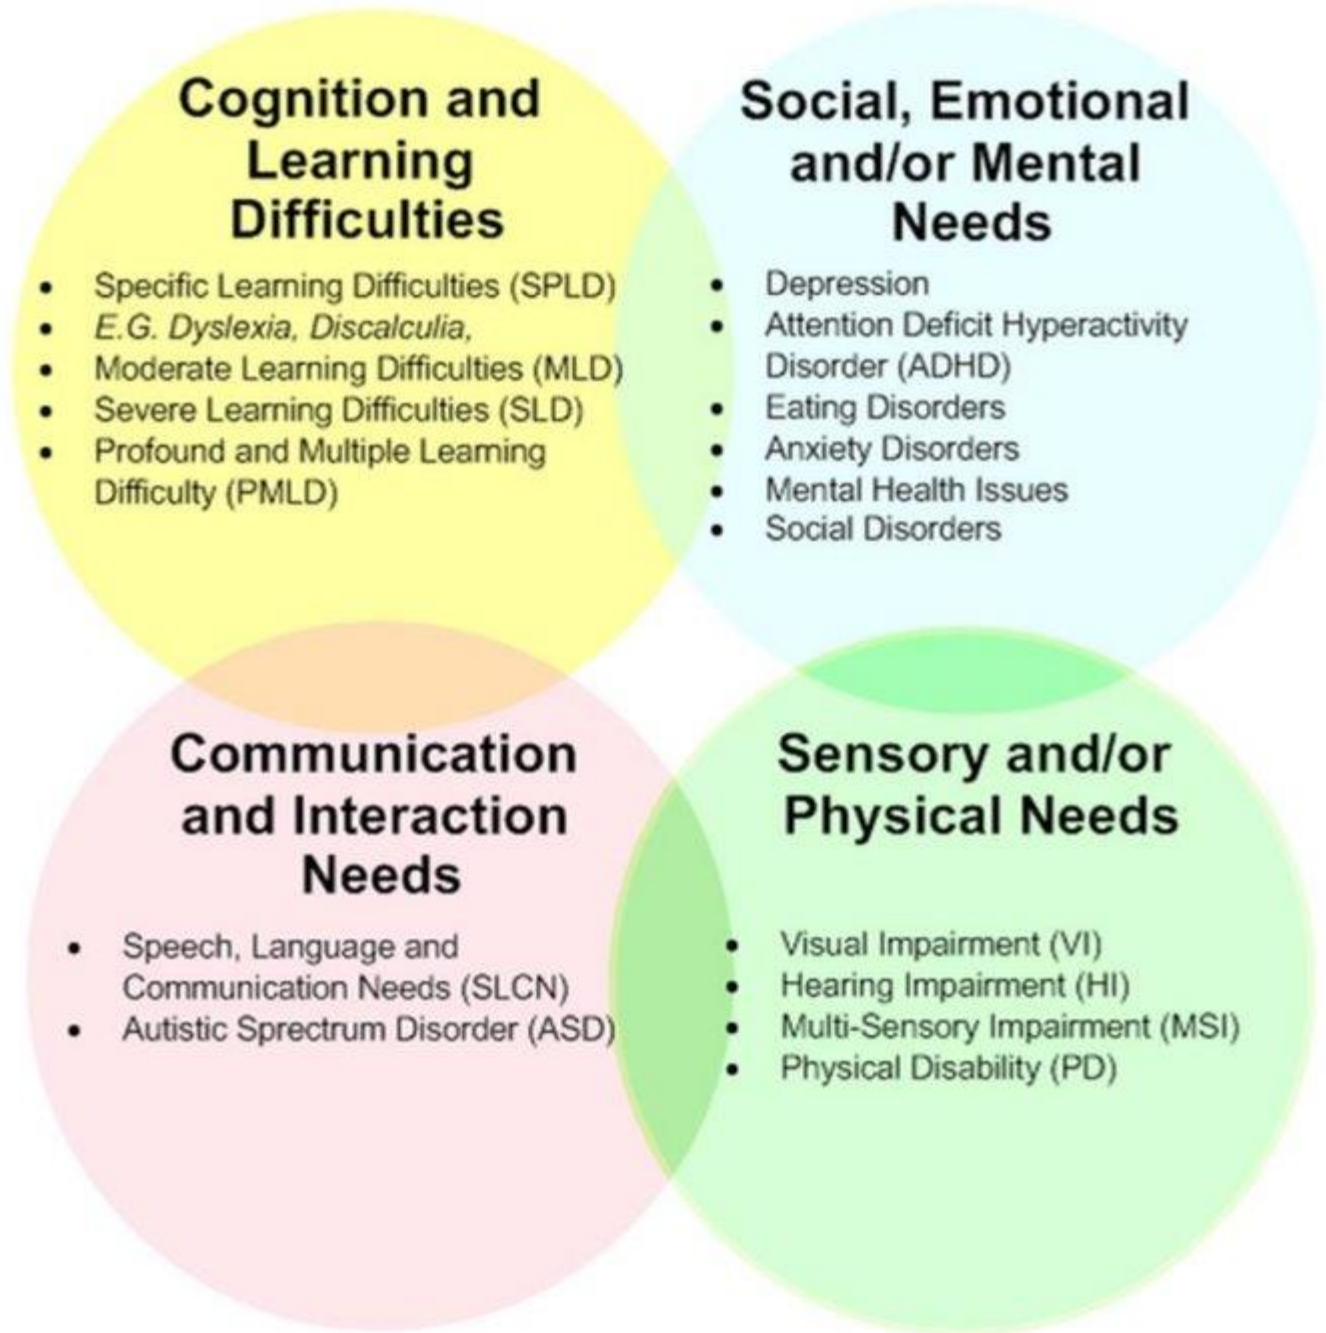 Cognition and
Learning
Difficulties
• Specific Learning Difficulties (SPLD)
• E.G. Dyslexia, Discalculia,
• Moderate Learning Difficulties (MLD)
• Severe Learning Difficulties (SLD)
• Profound and Multiple Learning
Difficulty (PMLD)
Social, Emotional
and/or Mental
Needs
• Depression
• Attention Deficit Hyperactivity
Disorder (ADHD)
• Eating Disorders
• Anxiety Disorders
• Mental Health Issues
• Social Disorders
Communication
and Interaction
Needs
• Speech, Language and
Communication Needs (SLCN)
• Autistic Sprectrum Disorder (ASD)
Sensory and/or
Physical Needs
• Visual Impairment (VI)
• Hearing Impairment (HI)
• Multi-Sensory Impairment (MSI)
• Physical Disability (PD)